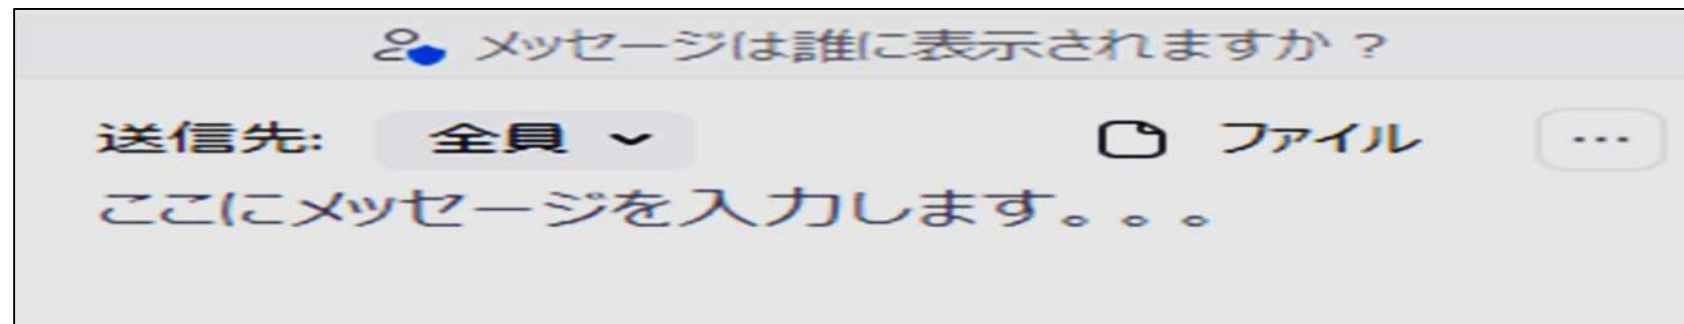 メッセージは誰に表示されますか？
送信先: 全員 ファイル ...
ここにメッセージを入力します。。。